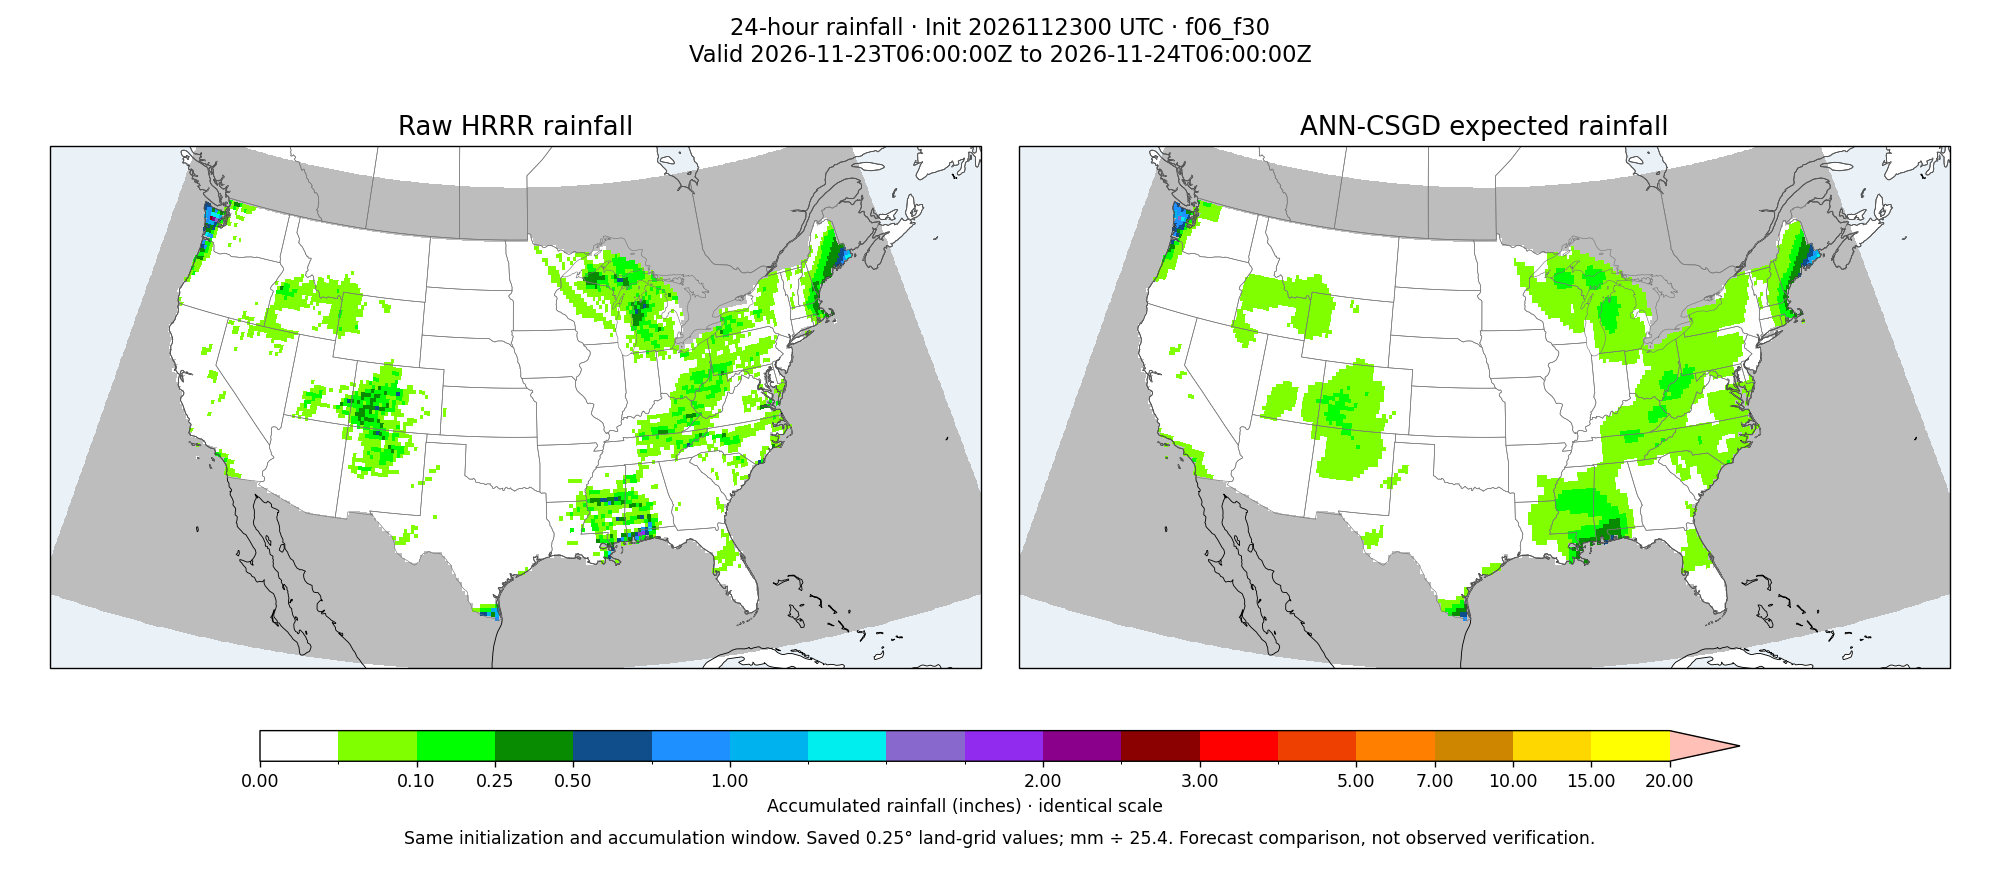 24-hour rainfall · Init 2026112300 UTC · f06_f30
Valid 2026-11-23T06:00:00Z to 2026-11-24T06:00:00Z
Raw HRRR rainfall
ANN-CSGD expected rainfall
0.00 0.10 0.25 0.50 1.00 2.00 3.00 5.00 7.00 10.00 15.00 20.00
Accumulated rainfall (inches) · identical scale
Same initialization and accumulation window. Saved 0.25° land-grid values; mm ÷ 25.4. Forecast comparison, not observed verification.